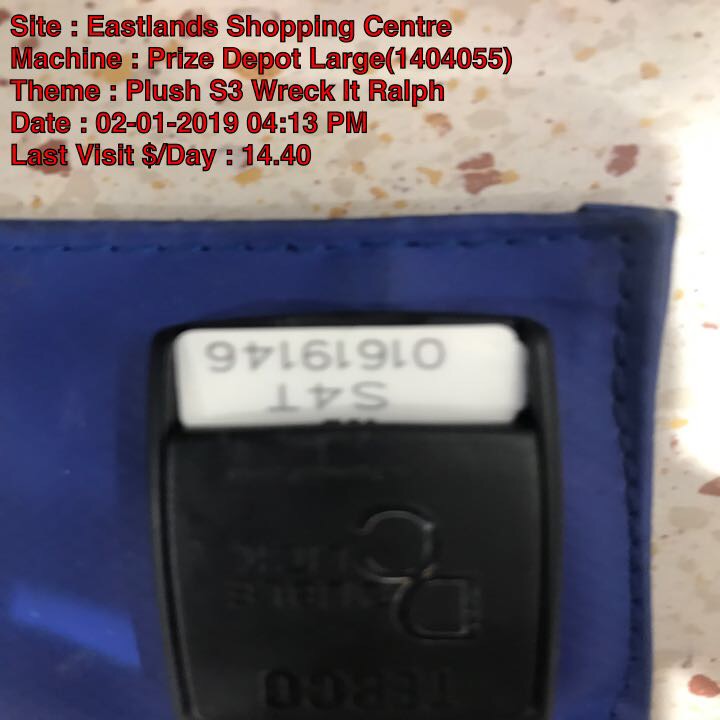 Site : Eastlands Shopping Centre
Machine : Prize Depot Large(1404055)
Theme : Plush S3 Wreck It Ralph
Date : 02-01-2019 04:13 PM
Last Visit $/Day : 14.40
S4T
01619146